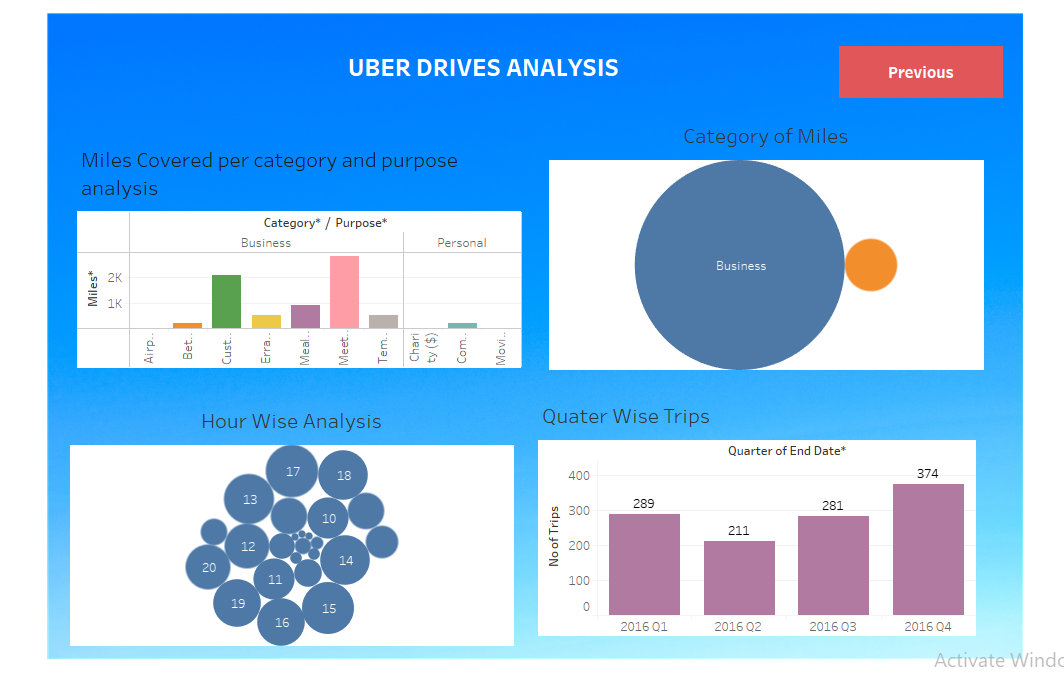 UBER DRIVES ANALYSIS
Previous
Category of Miles
Miles Covered per category and purpose
analysis
Category* / Purpose*
Business
Personal
Miles*
2K
1K
Airp..
Bet..
Cust..
Erra..
Meal..
Meet..
Tem..
Chari
ty ($)
Com..
Movi..
Business
Hour Wise Analysis
17
18
13
10
12
14
20
11
19
15
16
Quater Wise Trips
Quarter of End Date*
No of Trips
400
300
200
100
0
289
211
281
374
2016 Q1
2016 Q2
2016 Q3
2016 Q4
Activate Windo